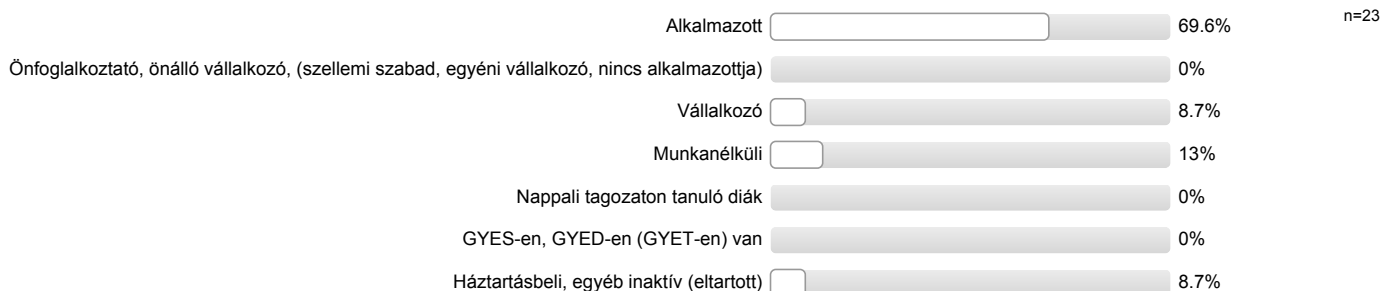 Alkalmazott 69.6% n=23
Önfoglalkoztató, önálló vállalkozó, (szellemi szabad, egyéni vállalkozó, nincs alkalmazottja) 0%
Vállalkozó 8.7%
Munkanélküli 13%
Nappali tagozaton tanuló diák 0%
GYES-en, GYED-en (GYET-en) van 0%
Háztartásbeli, egyéb inaktív (eltartott) 8.7%